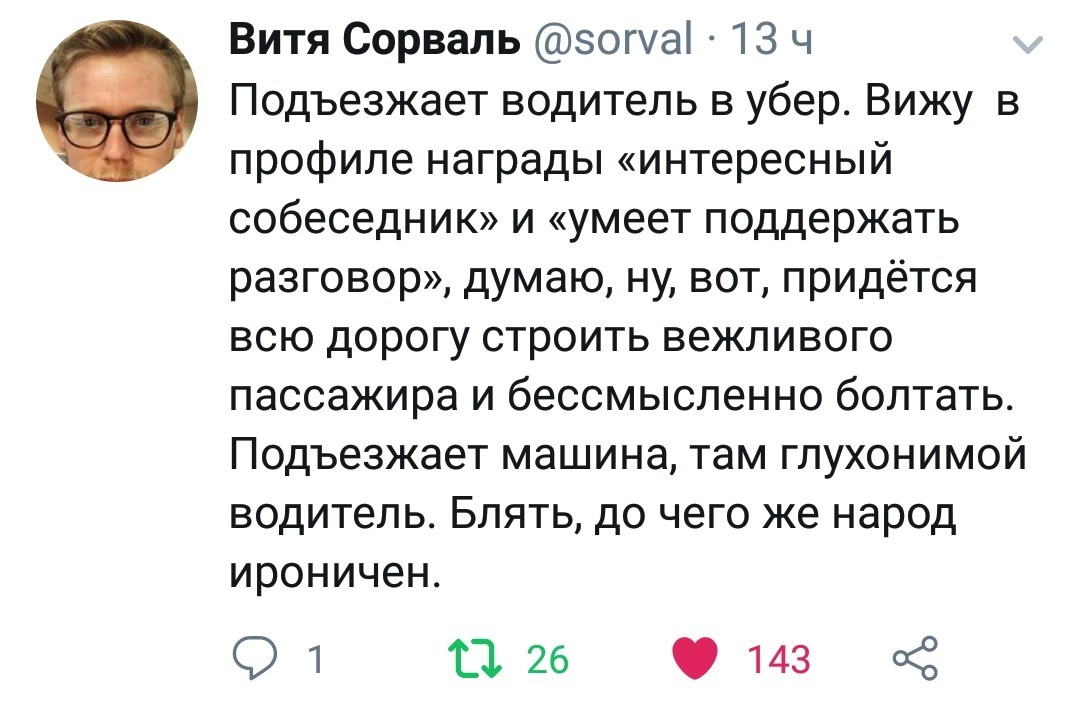 Витя Сорваль @sorval · 13 ч
Подъезжает водитель в убер. Вижу  в
профиле награды «интересный
собеседник» и «умеет поддержать
разговор», думаю, ну, вот, придётся
всю дорогу строить вежливого
пассажира и бессмысленно болтать.
Подъезжает машина, там глухонимой
водитель. Блять, до чего же народ
ироничен.
1 26 143